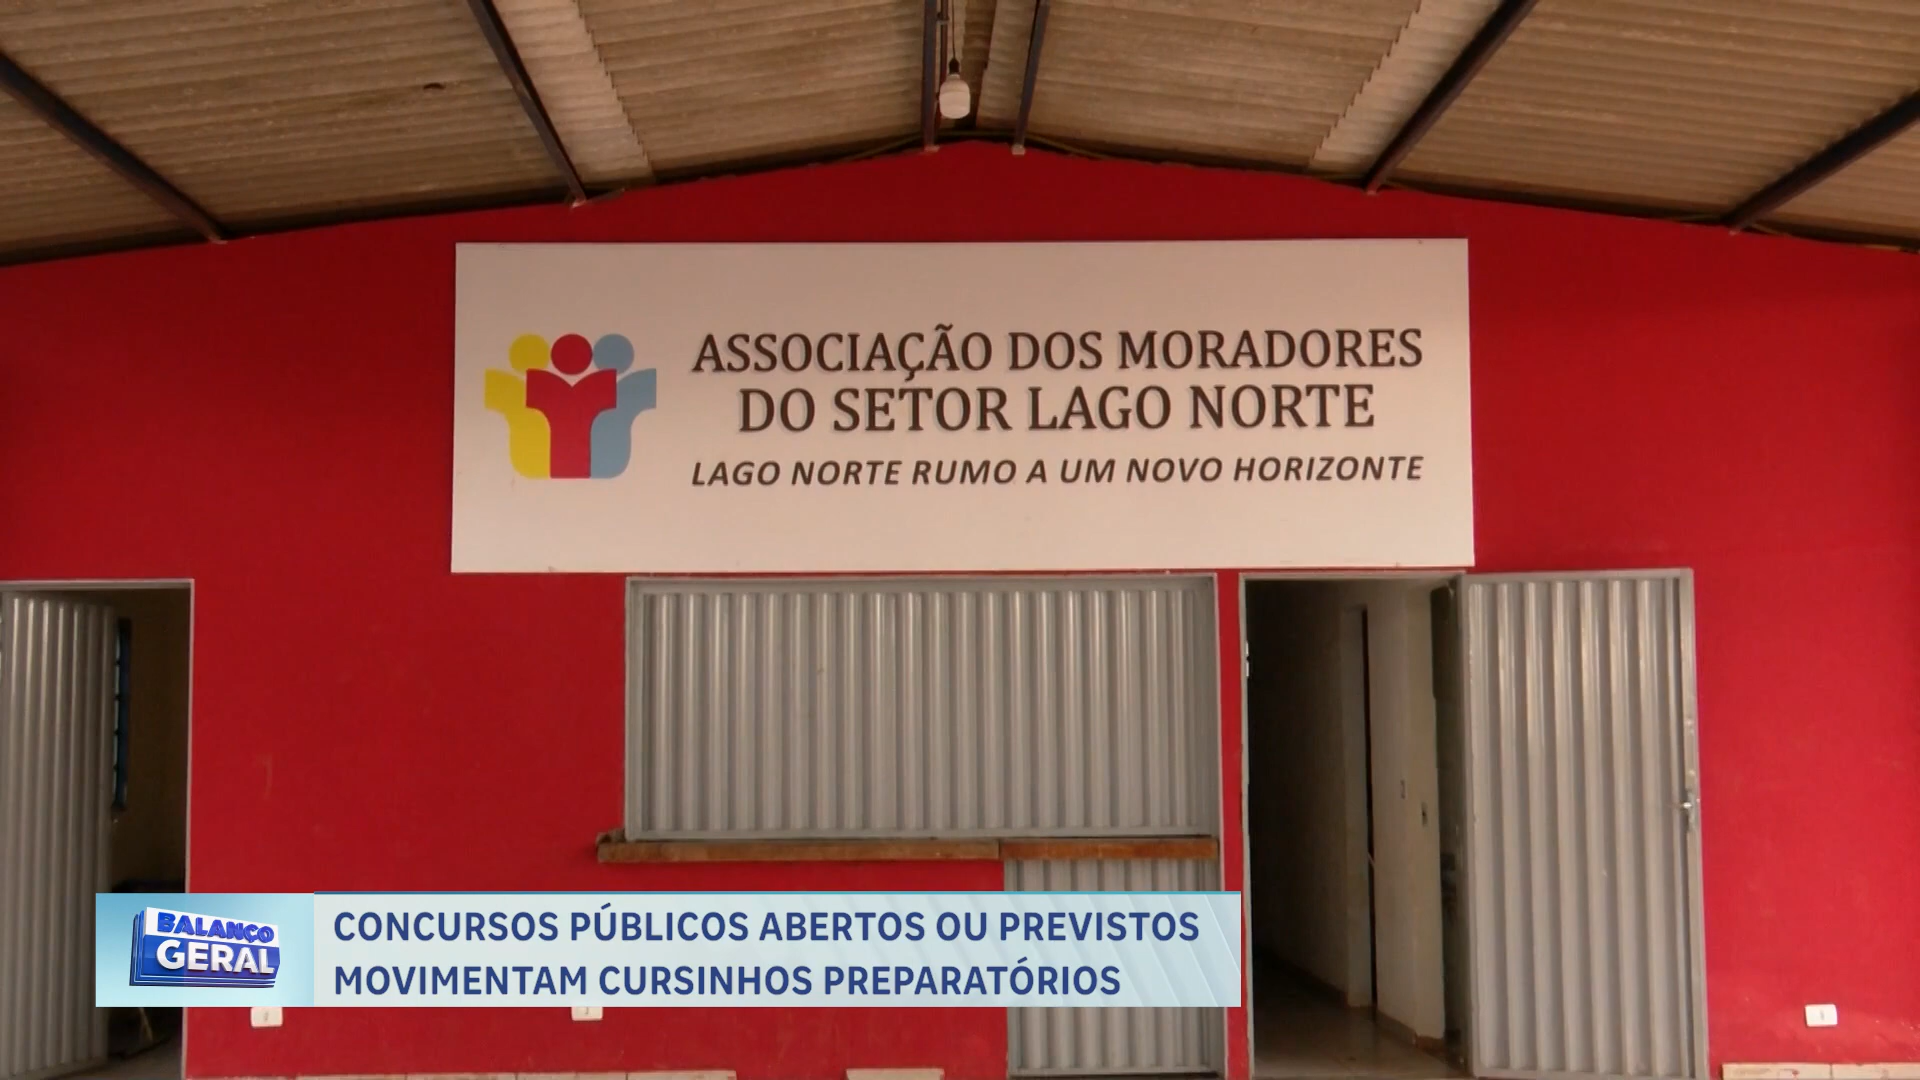 ASSOCIAÇÃO DOS MORADORES
DO SETOR LAGO NORTE
LAGO NORTE RUMO A UM NOVO HORIZONTE
BALANÇO
GERAL
CONCURSOS PÚBLICOS ABERTOS OU PREVISTOS
MOVIMENTAM CURSINHOS PREPARATÓRIOS